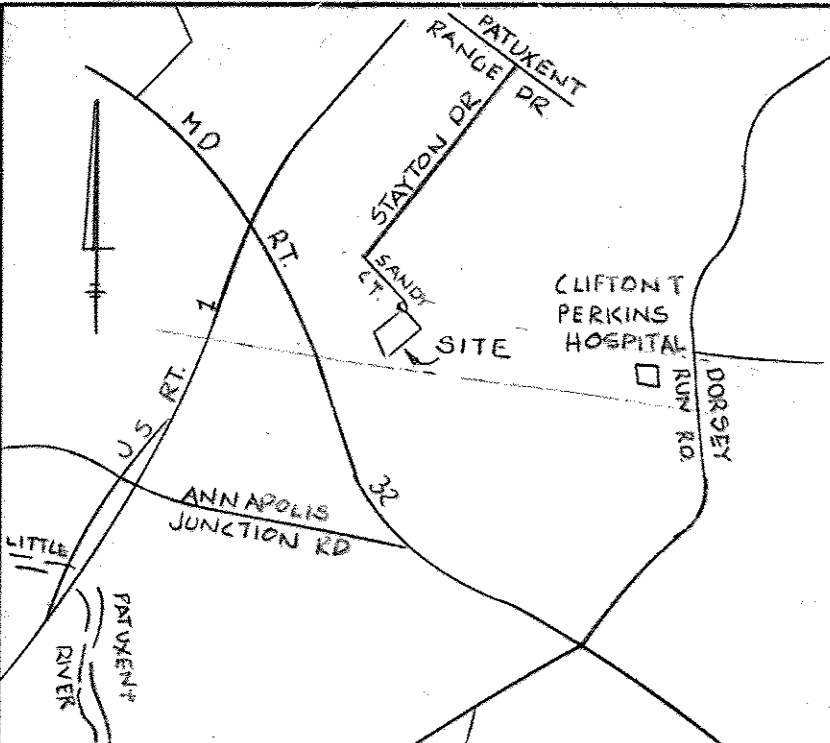 PATUXENT
RANGE DR
STAYTON DR
SANDY
CT.
SITE
MD RT. 32
US RT. 1
CLIFTON T
PERKINS
HOSPITAL
DORSEY
RUN RD.
ANNAPOLIS
JUNCTION RD
LITTLE
PATUXENT
RIVER